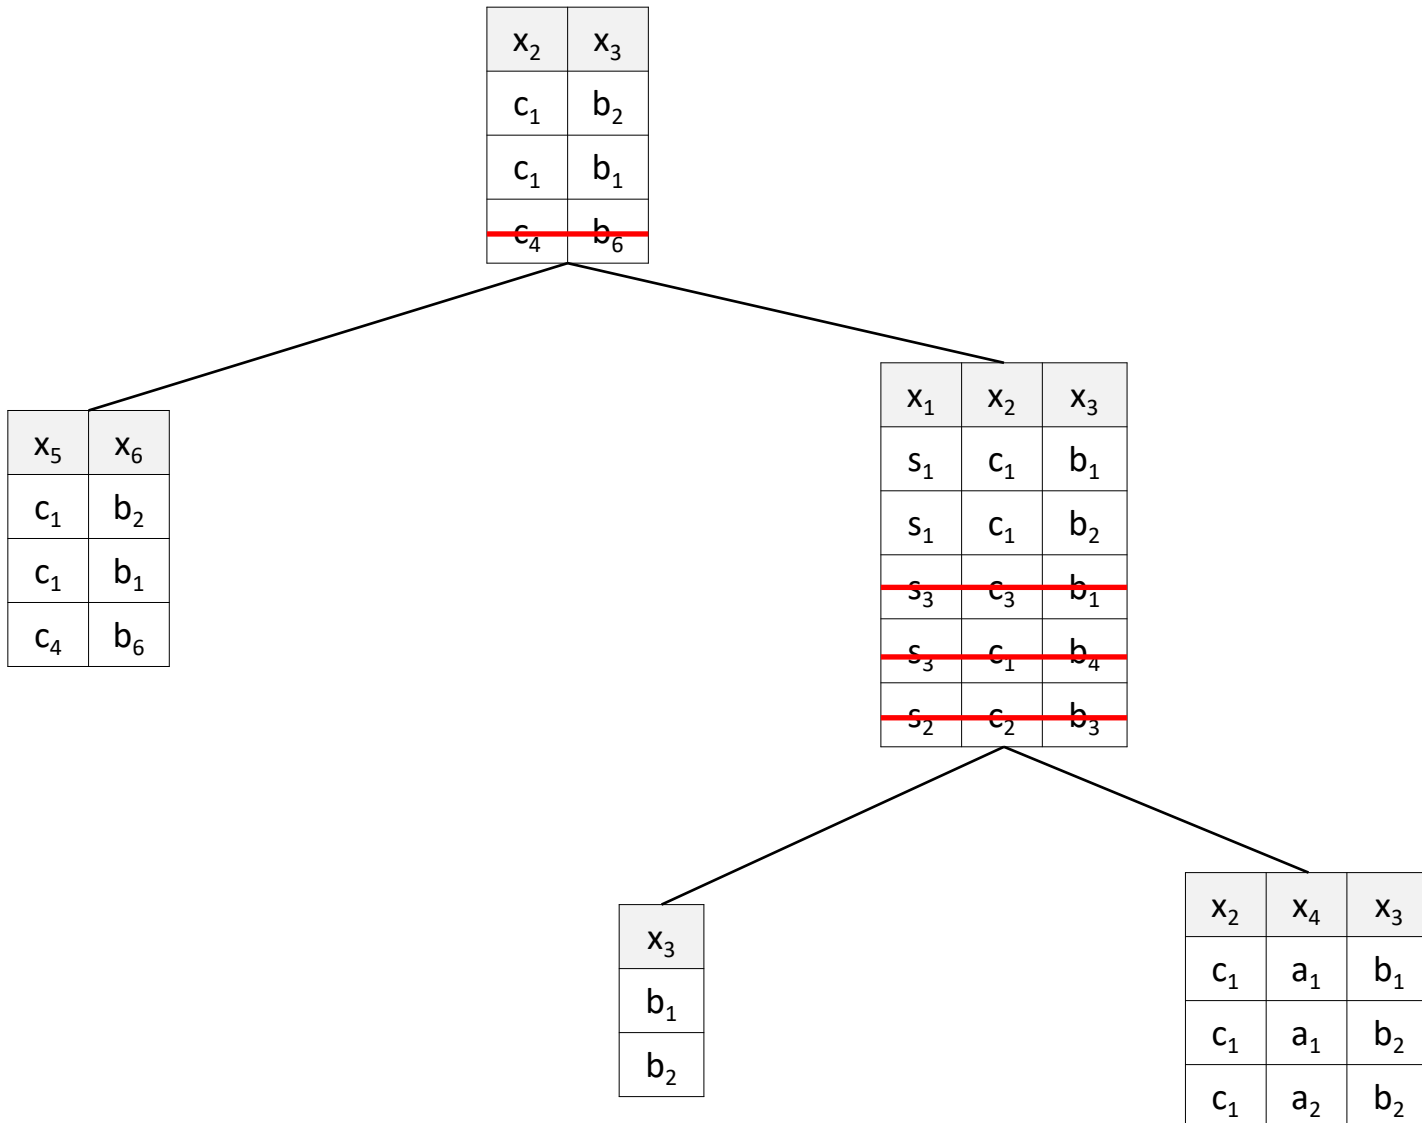 x₂ x₃
c₁ b₂
c₁ b₁
c₄ b₆
x₅ x₆
c₁ b₂
c₁ b₁
c₄ b₆
x₁ x₂ x₃
s₁ c₁ b₁
s₁ c₁ b₂
s₃ c₃ b₁
s₃ c₁ b₄
s₂ c₂ b₃
x₃
b₁
b₂
x₂ x₄ x₃
c₁ a₁ b₁
c₁ a₁ b₂
c₁ a₂ b₂